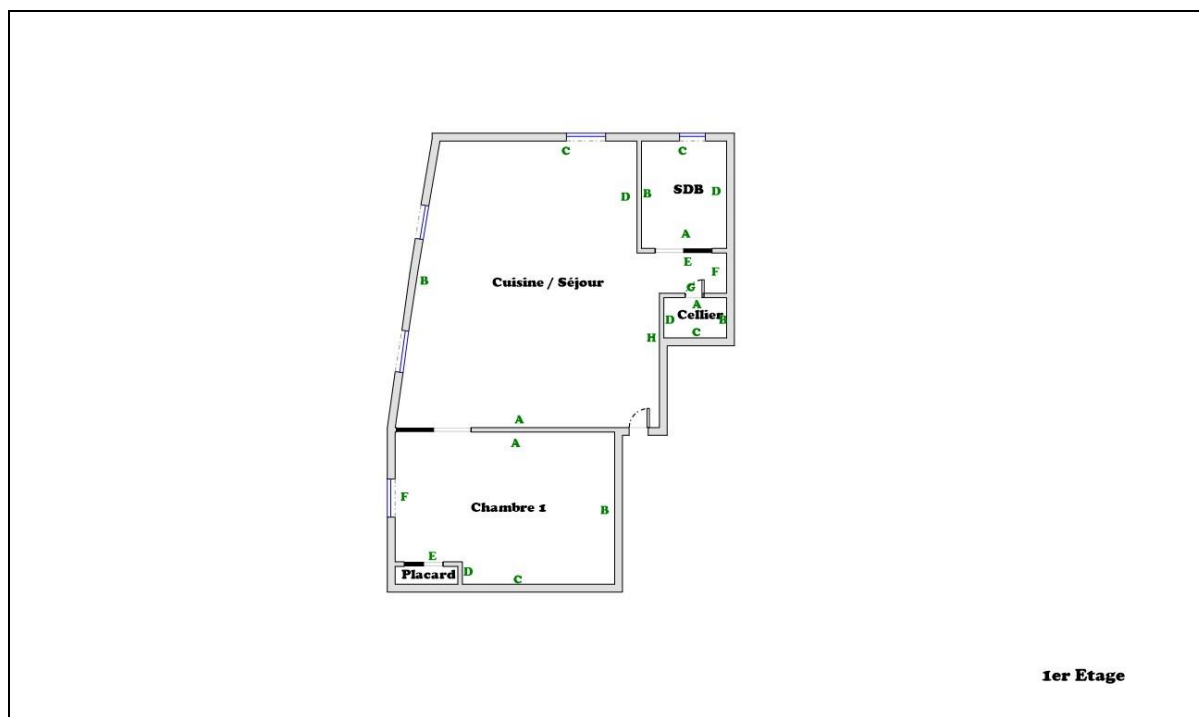 C
C
D
B
SDB
D
A
E
F
B
Cuisine / Séjour
G
A
D
Cellier
B
C
H
A
A
F
Chambre 1
B
E
Placard
D
C
1er Etage